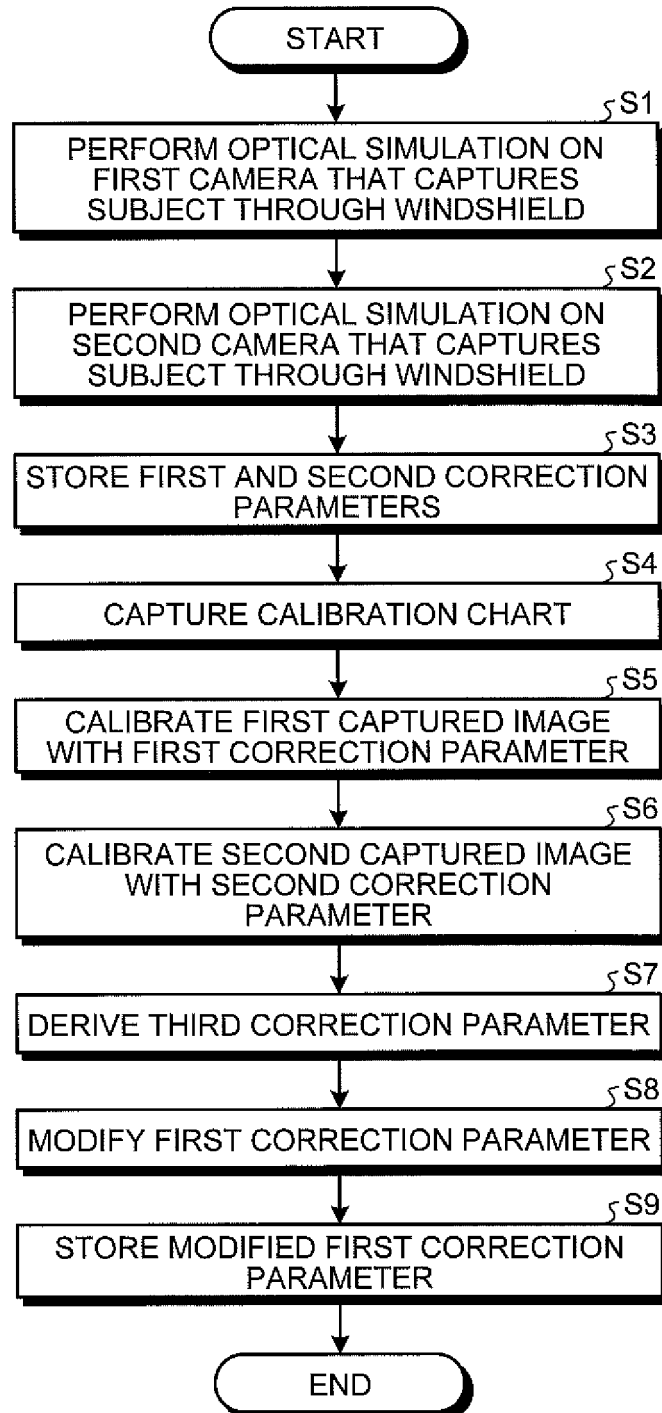 START
S1
PERFORM OPTICAL SIMULATION ON
FIRST CAMERA THAT CAPTURES
SUBJECT THROUGH WINDSHIELD
S2
PERFORM OPTICAL SIMULATION ON
SECOND CAMERA THAT CAPTURES
SUBJECT THROUGH WINDSHIELD
S3
STORE FIRST AND SECOND CORRECTION
PARAMETERS
S4
CAPTURE CALIBRATION CHART
S5
CALIBRATE FIRST CAPTURED IMAGE
WITH FIRST CORRECTION PARAMETER
S6
CALIBRATE SECOND CAPTURED IMAGE
WITH SECOND CORRECTION
PARAMETER
S7
DERIVE THIRD CORRECTION PARAMETER
S8
MODIFY FIRST CORRECTION PARAMETER
S9
STORE MODIFIED FIRST CORRECTION
PARAMETER
END